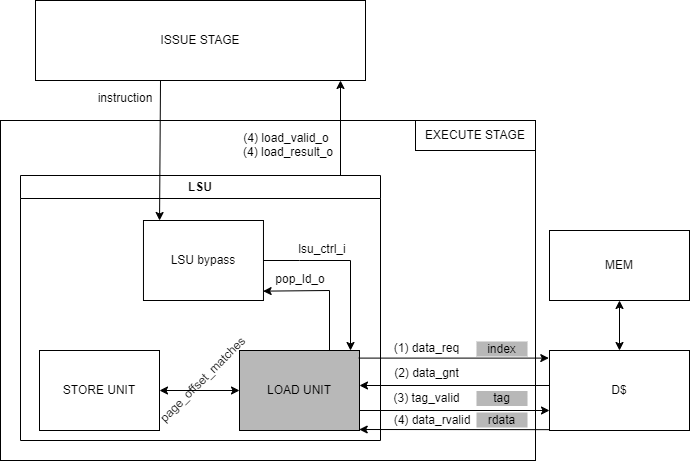 ISSUE STAGE
instruction
(4) load_valid_o
(4) load_result_o
EXECUTE STAGE
LSU
LSU bypass
lsu_ctrl_i
pop_ld_o
MEM
page_offset_matches
(1) data_req index
(2) data_gnt
STORE UNIT
LOAD UNIT
D$
(3) tag_valid tag
(4) data_rvalid rdata